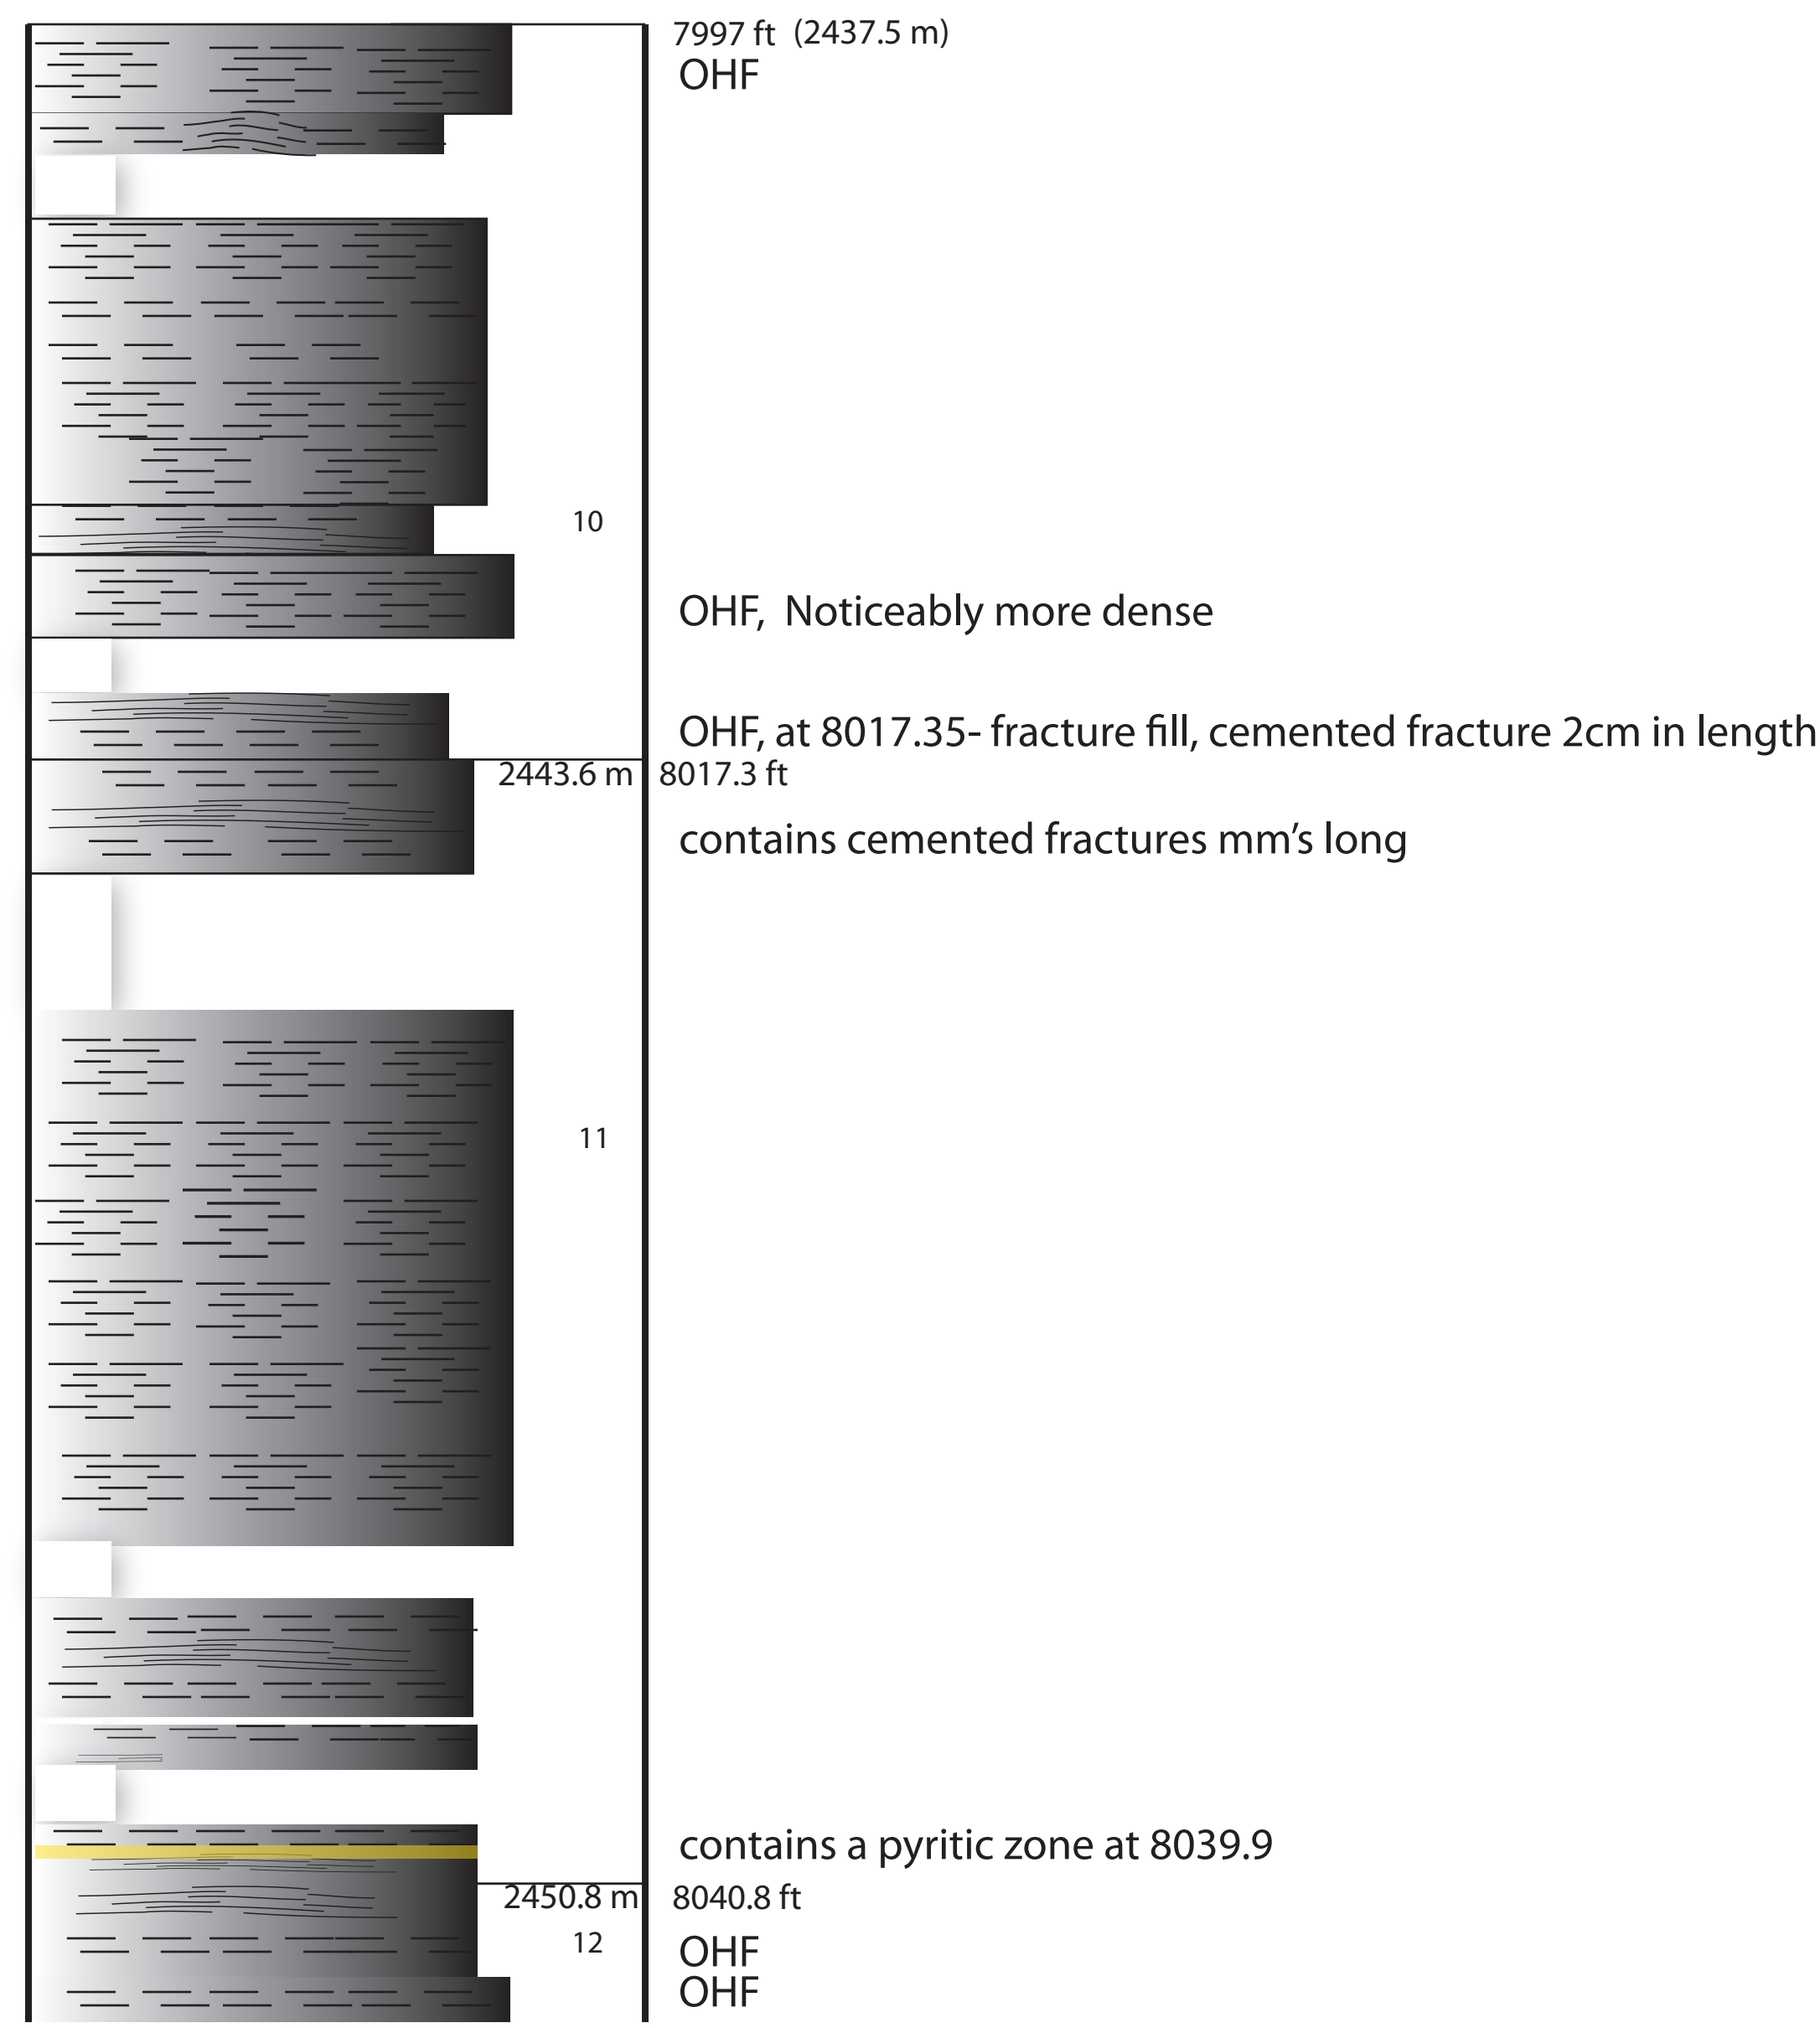 7997 ft (2437.5 m)
OHF
10
OHF, Noticeably more dense
OHF, at 8017.35- fracture fill, cemented fracture 2cm in length
2443.6 m 8017.3 ft
contains cemented fractures mm's long
11
contains a pyritic zone at 8039.9
2450.8 m 8040.8 ft
12
OHF
OHF